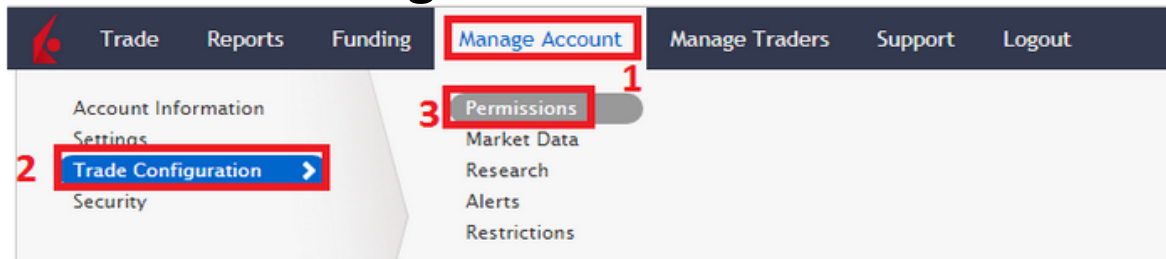 Trade Reports Funding Manage Account Manage Traders Support Logout
1
Account Information
Settings
2 Trade Configuration
Security
3 Permissions
Market Data
Research
Alerts
Restrictions